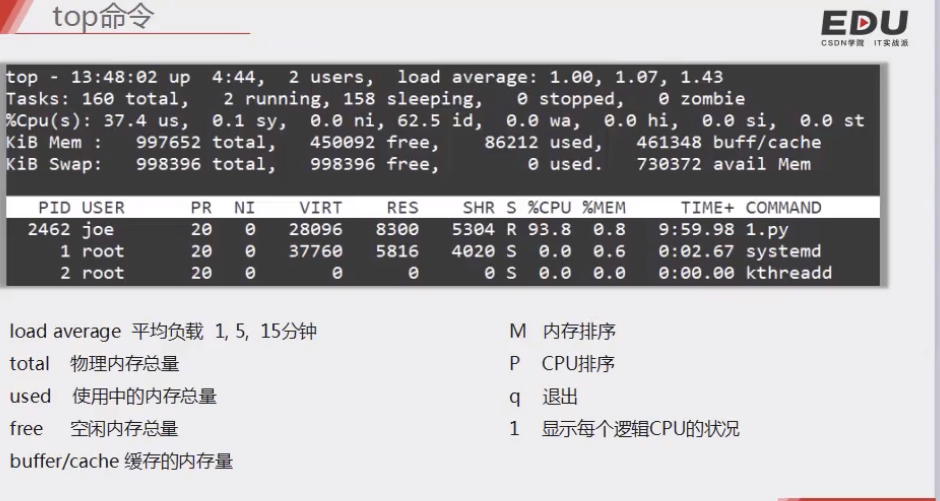 top命令
EDU
CSDN学院 IT实战派
top - 13:48:02 up  4:44,  2 users,  load average: 1.00, 1.07, 1.43
Tasks: 160 total,   2 running, 158 sleeping,   0 stopped,   0 zombie
%Cpu(s): 37.4 us,  0.1 sy,  0.0 ni, 62.5 id,  0.0 wa,  0.0 hi,  0.0 si,  0.0 st
KiB Mem :   997652 total,   450092 free,    86212 used,   461348 buff/cache
KiB Swap:   998396 total,   998396 free,        0 used.   730372 avail Mem
PID USER      PR  NI    VIRT    RES    SHR S %CPU %MEM     TIME+ COMMAND
2462 joe       20   0   28096   8300   5304 R 93.8  0.8   9:59.98 1.py
1 root      20   0   37760   5816   4020 S  0.0  0.6   0:02.67 systemd
2 root      20   0       0      0      0 S  0.0  0.0   0:00.00 kthreadd
load average 平均负载 1, 5, 15分钟
total 物理内存总量
used 使用中的内存总量
free 空闲内存总量
buffer/cache 缓存的内存量
M 内存排序
P CPU排序
q 退出
1 显示每个逻辑CPU的状况